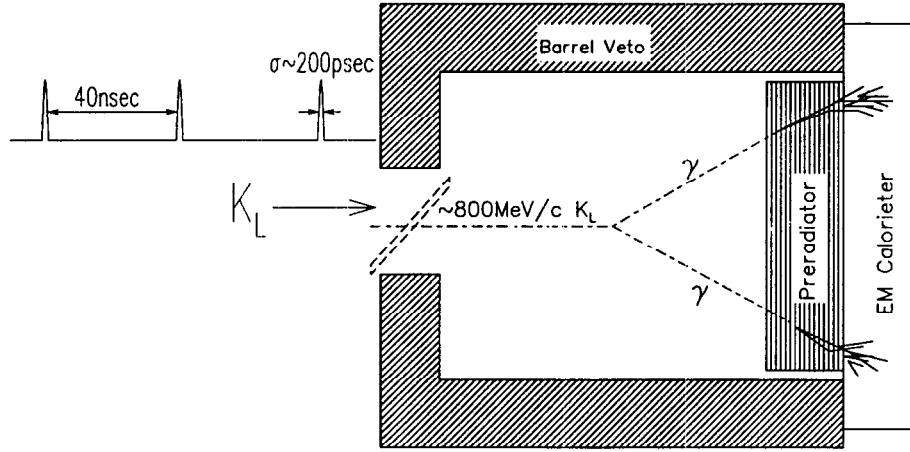 Barrel Veto
σ~200psec
40nsec
K_L
~800MeV/c K_L
γ
γ
Preradiator
EM Calorieter